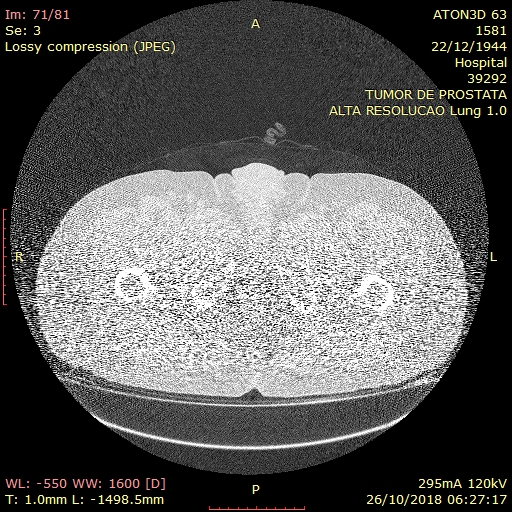 Im: 71/81
Se: 3
Lossy compression (JPEG)
A
ATON3D 63
1581
22/12/1944
Hospital
39292
TUMOR DE PROSTATA
ALTA RESOLUCAO Lung 1.0
R
L
WL: -550 WW: 1600 [D]
T: 1.0mm L: -1498.5mm
P
295mA 120kV
26/10/2018 06:27:17